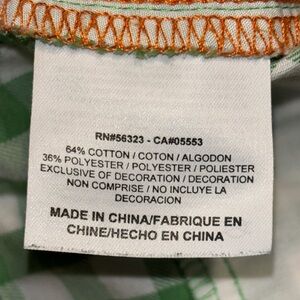 RN#56323 - CA#05553
64% COTTON / COTON / ALGODON
36% POLYESTER / POLYESTER / POLIESTER
EXCLUSIVE OF DECORATION / DECORATION
NON COMPRISE / NO INCLUYE LA
DECORACION
MADE IN CHINA/FABRIQUE EN
CHINE/HECHO EN CHINA